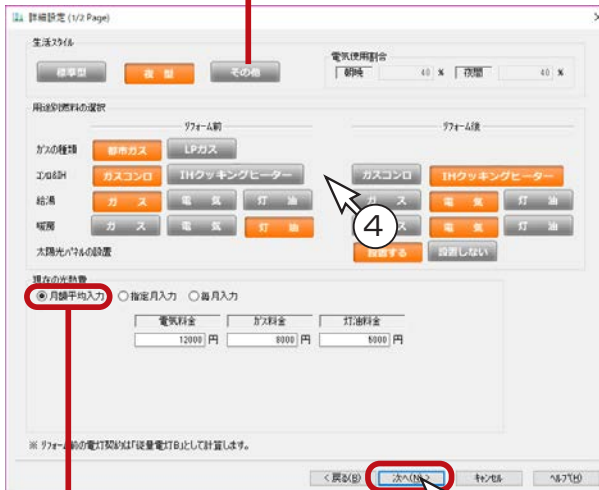 詳細設定 (1/2 Page)
生活スタイル
標準型 夜 型 その他
電気使用割合
朝晩 40 % 夜間 40 %
用途別燃料の選択
リフォーム前 リフォーム後
ガスの種類 都市ガス LPガス
コンロ&IH ガスコンロ IHクッキングヒーター ガスコンロ IHクッキングヒーター
給湯 ガ ス 電 気 灯 油 ガ ス 電 気 灯 油
暖房 ガ ス 電 気 灯 油 ス 電 気 灯 油
④
太陽光パネルの設置 設置する 設置しない
現在の光熱費
月額平均入力 指定月入力 毎月入力
電気料金 ガス料金 灯油料金
12000 円 8000 円 5000 円
※ リフォーム前の電灯契約は「従量電灯B」として計算します。
< 戻る(B) 次へ(N) > キャンセル ヘルプ(H)